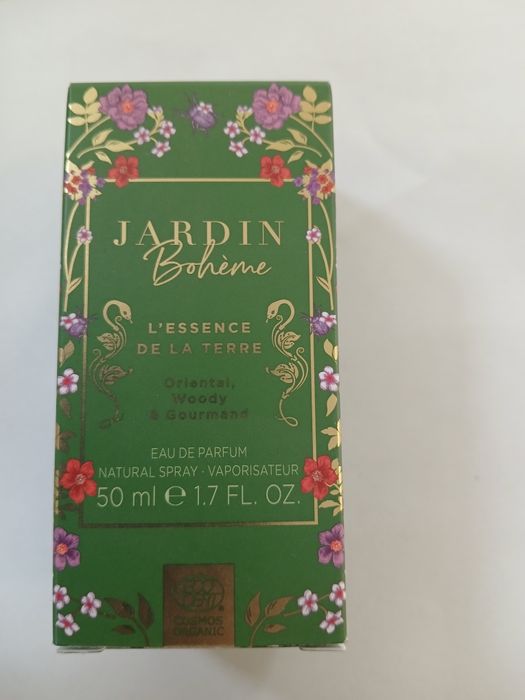 JARDIN
Bohème
L'ESSENCE
DE LA TERRE
Oriental,
Woody
& Gourmand
EAU DE PARFUM
NATURAL SPRAY - VAPORISATEUR
50 ml e 1.7 FL. OZ.
COSMOS
ORGANIC